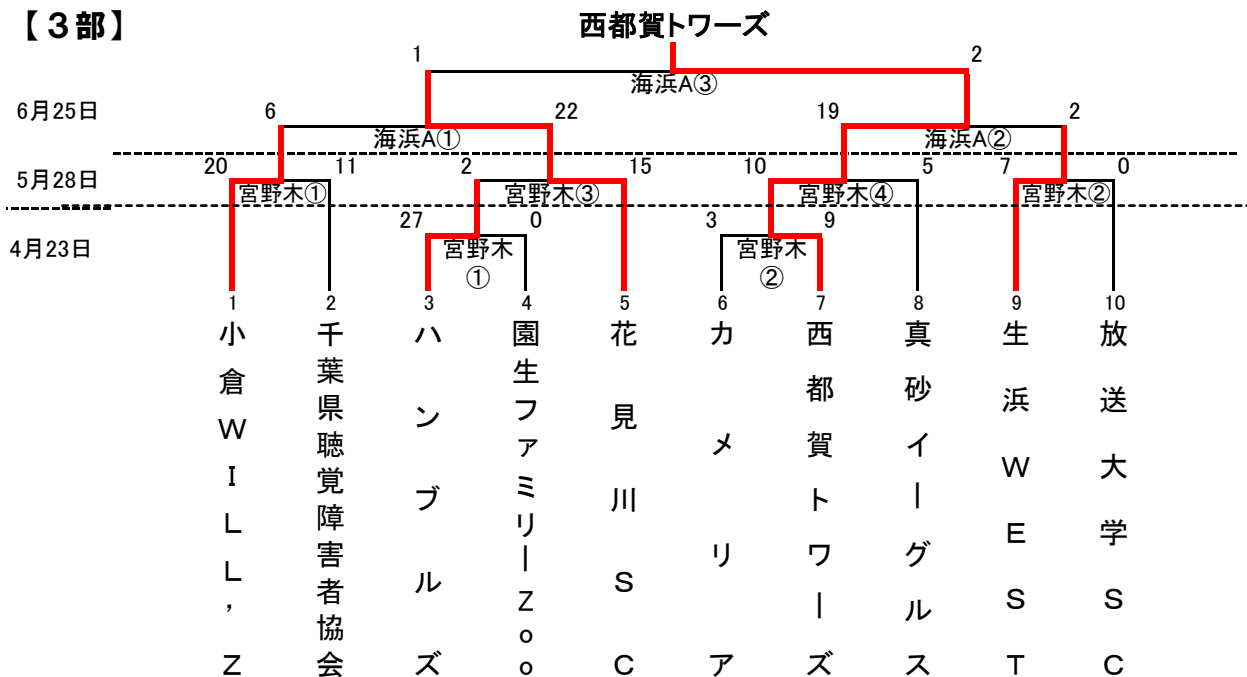 【３部】
西都賀トワーズ
1 2
海浜A③
6月25日
6 22 19 2
海浜A① 海浜A②
20 11 2 15 10 5 7 0
5月28日
宮野木① 宮野木③ 宮野木④ 宮野木②
27 0 3 9
4月23日
宮野木① 宮野木②
1 2 3 4 5 6 7 8 9 10
小倉ＷＩＬＬ’Ｚ
千葉県聴覚障害者協会
ハンブルズ
園生ファミリーＺｏｏ
花見川ＳＣ
カメリア
西都賀トワーズ
真砂イーグルス
生浜ＷＥＳＴ
放送大学ＳＣ